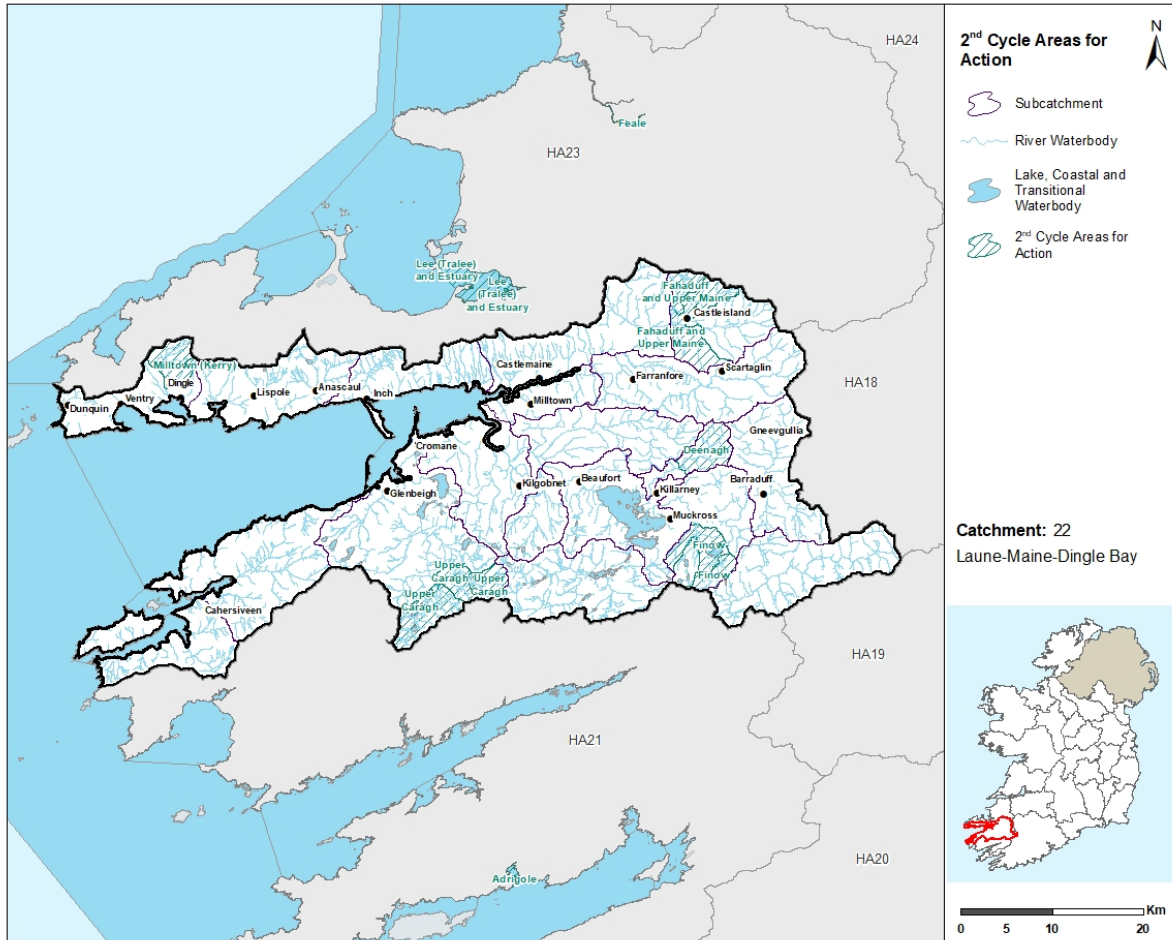 HA24
Feale
HA23
Lee (Tralee)
and Estuary
Lee
(Tralee)
and Estuary
Fahaduff
and Upper Maine
Castleisland
Fahaduff and
Upper Maine
Milltown (Kerry)
Dingle
Castlemaine
Scartaglin
Farranfore
HA18
Anascaul
Lispole
Inch
Ventry
Dunquin
Milltown
Gneevgullia
Cromane
Deenagh
Kilgobnet
Beaufort
Killarney
Barraduff
Glenbeigh
Muckross
Finow
Finow
Upper
Caragh
Upper
Caragh
Upper
Caragh
Cahersiveen
HA19
HA21
HA20
Adrigole
2nd Cycle Areas for
Action
N
Subcatchment
River Waterbody
Lake, Coastal and
Transitional
Waterbody
2nd Cycle Areas for
Action
Catchment: 22
Laune-Maine-Dingle Bay
Km
0 5 10 20